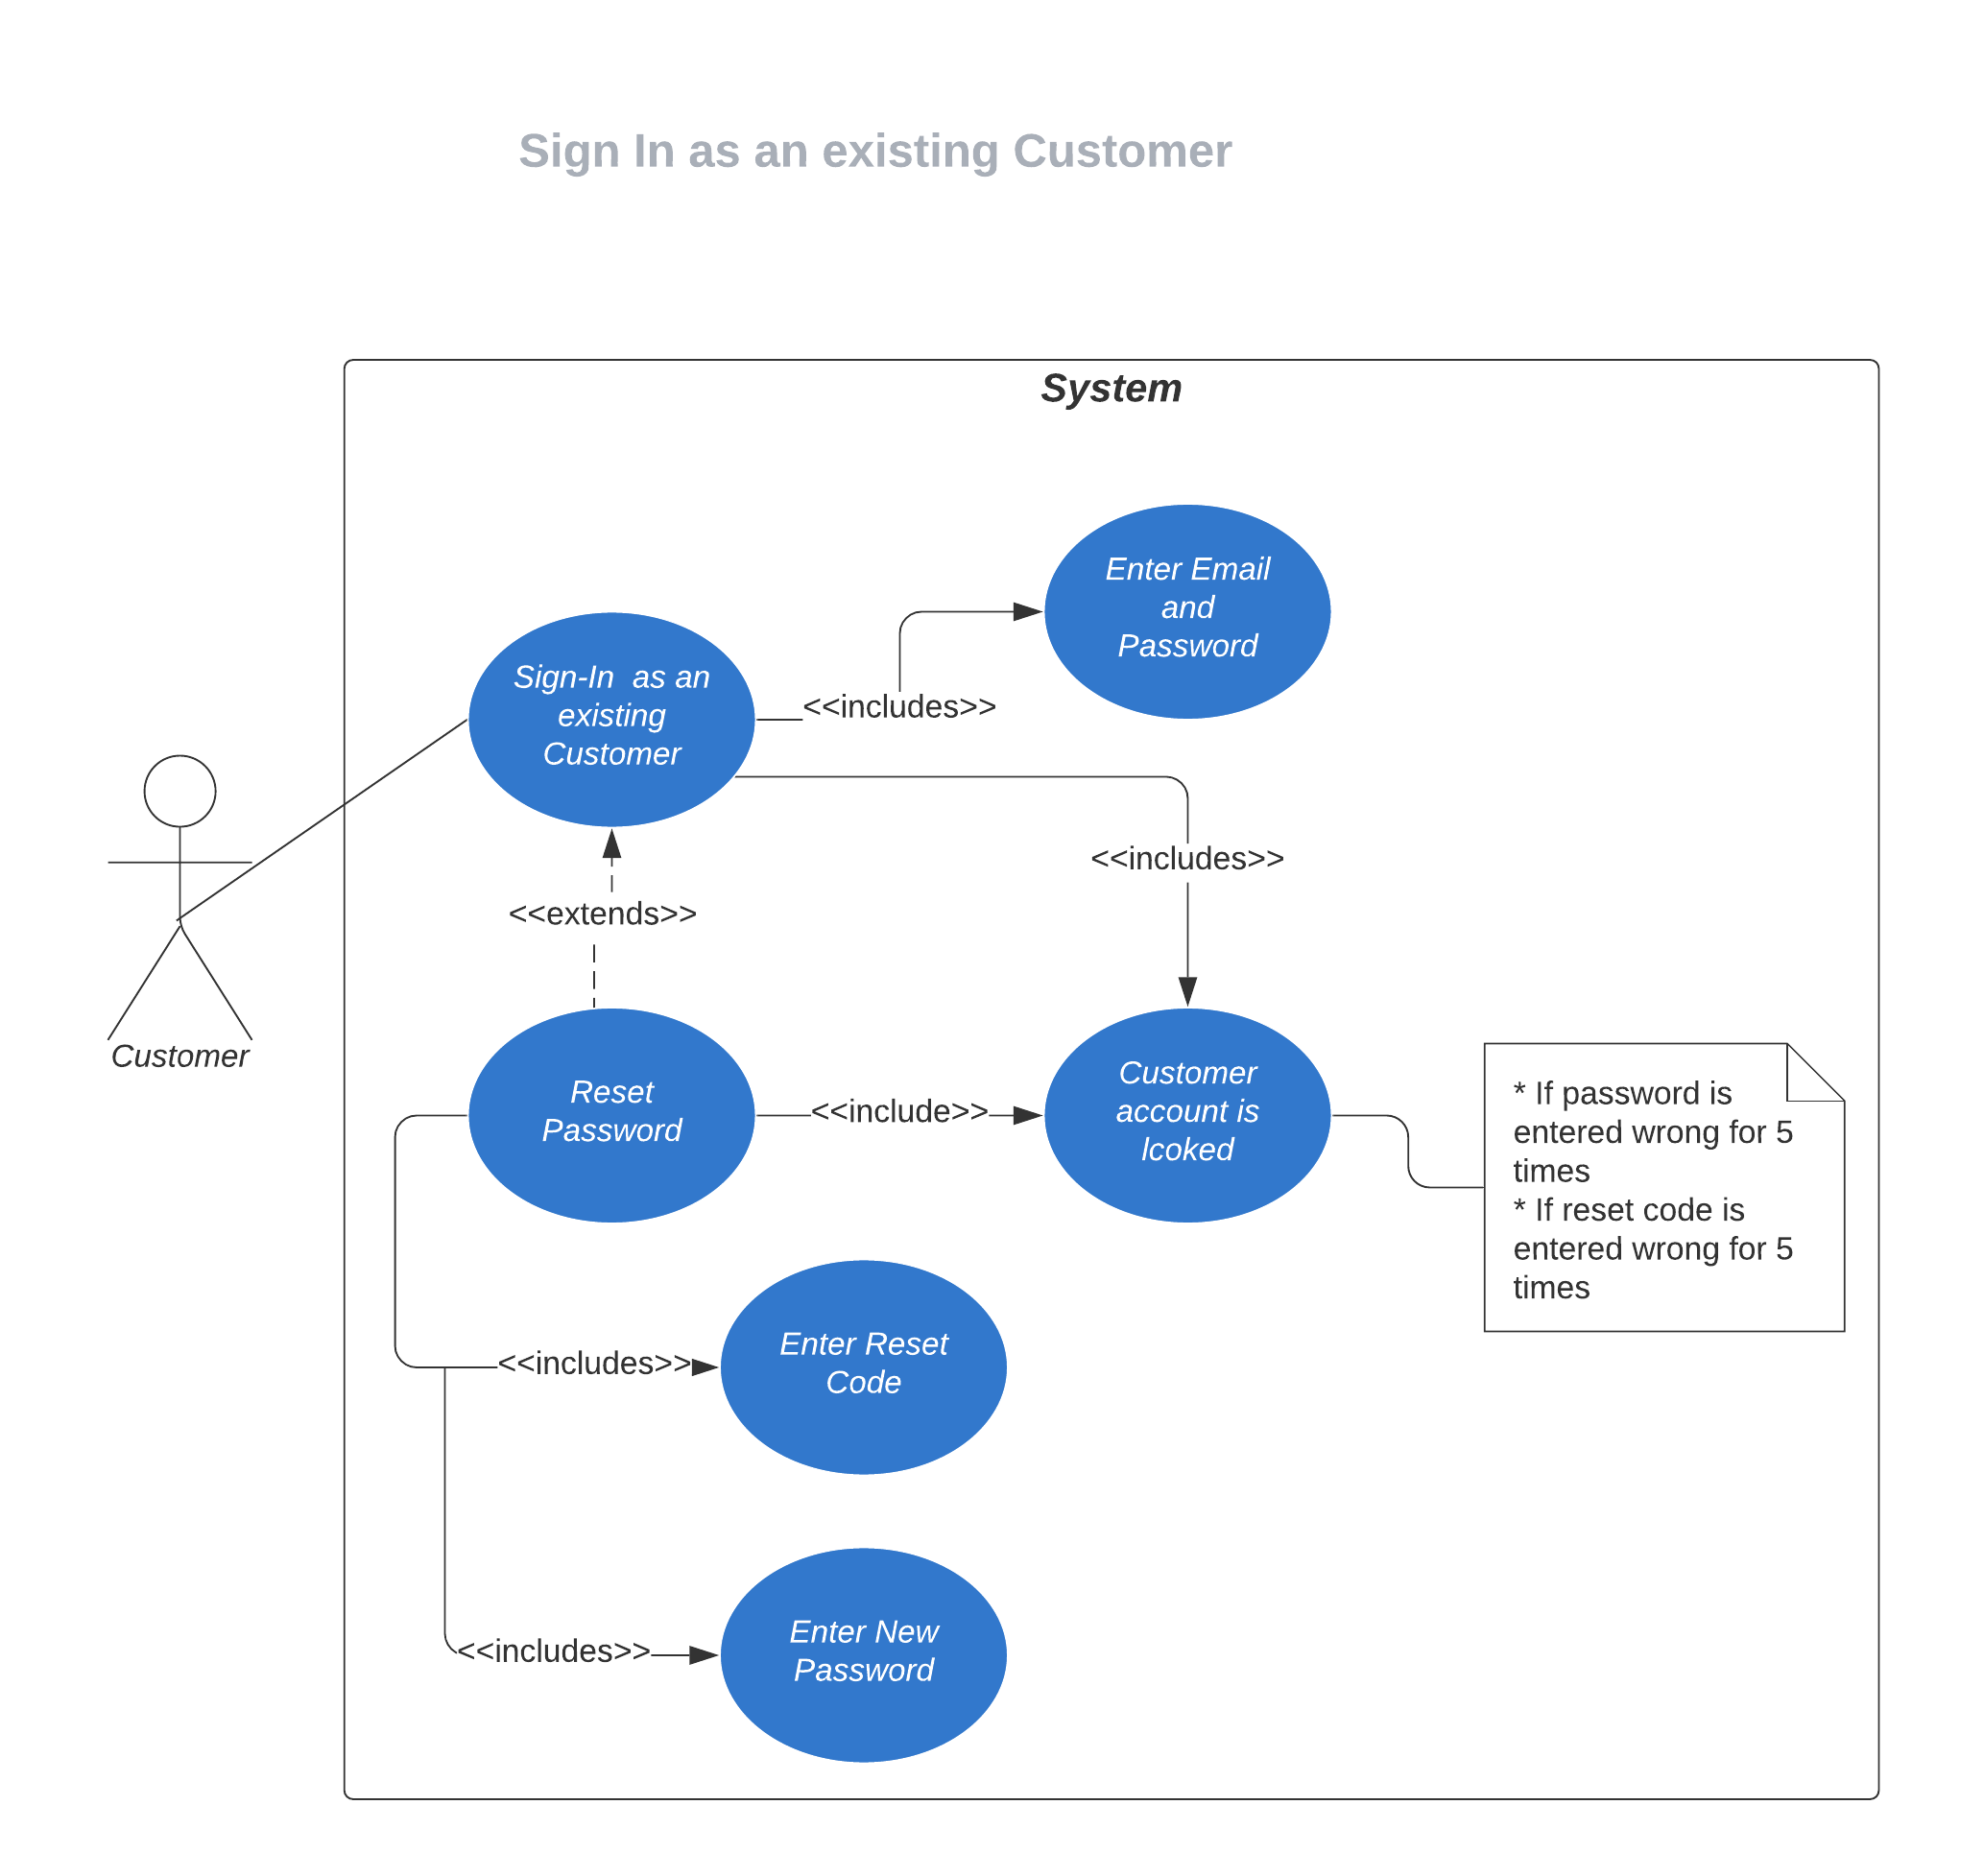 Sign In as an existing Customer
System
Enter Email
and
Password
Sign-In  as an
existing
Customer
<<includes>>
<<includes>>
<<extends>>
Customer
Reset
Password
<<include>>
Customer
account is
lcoked
* If password is
entered wrong for 5
times
* If reset code is
entered wrong for 5
times
<<includes>>
Enter Reset
Code
<<includes>>
Enter New
Password